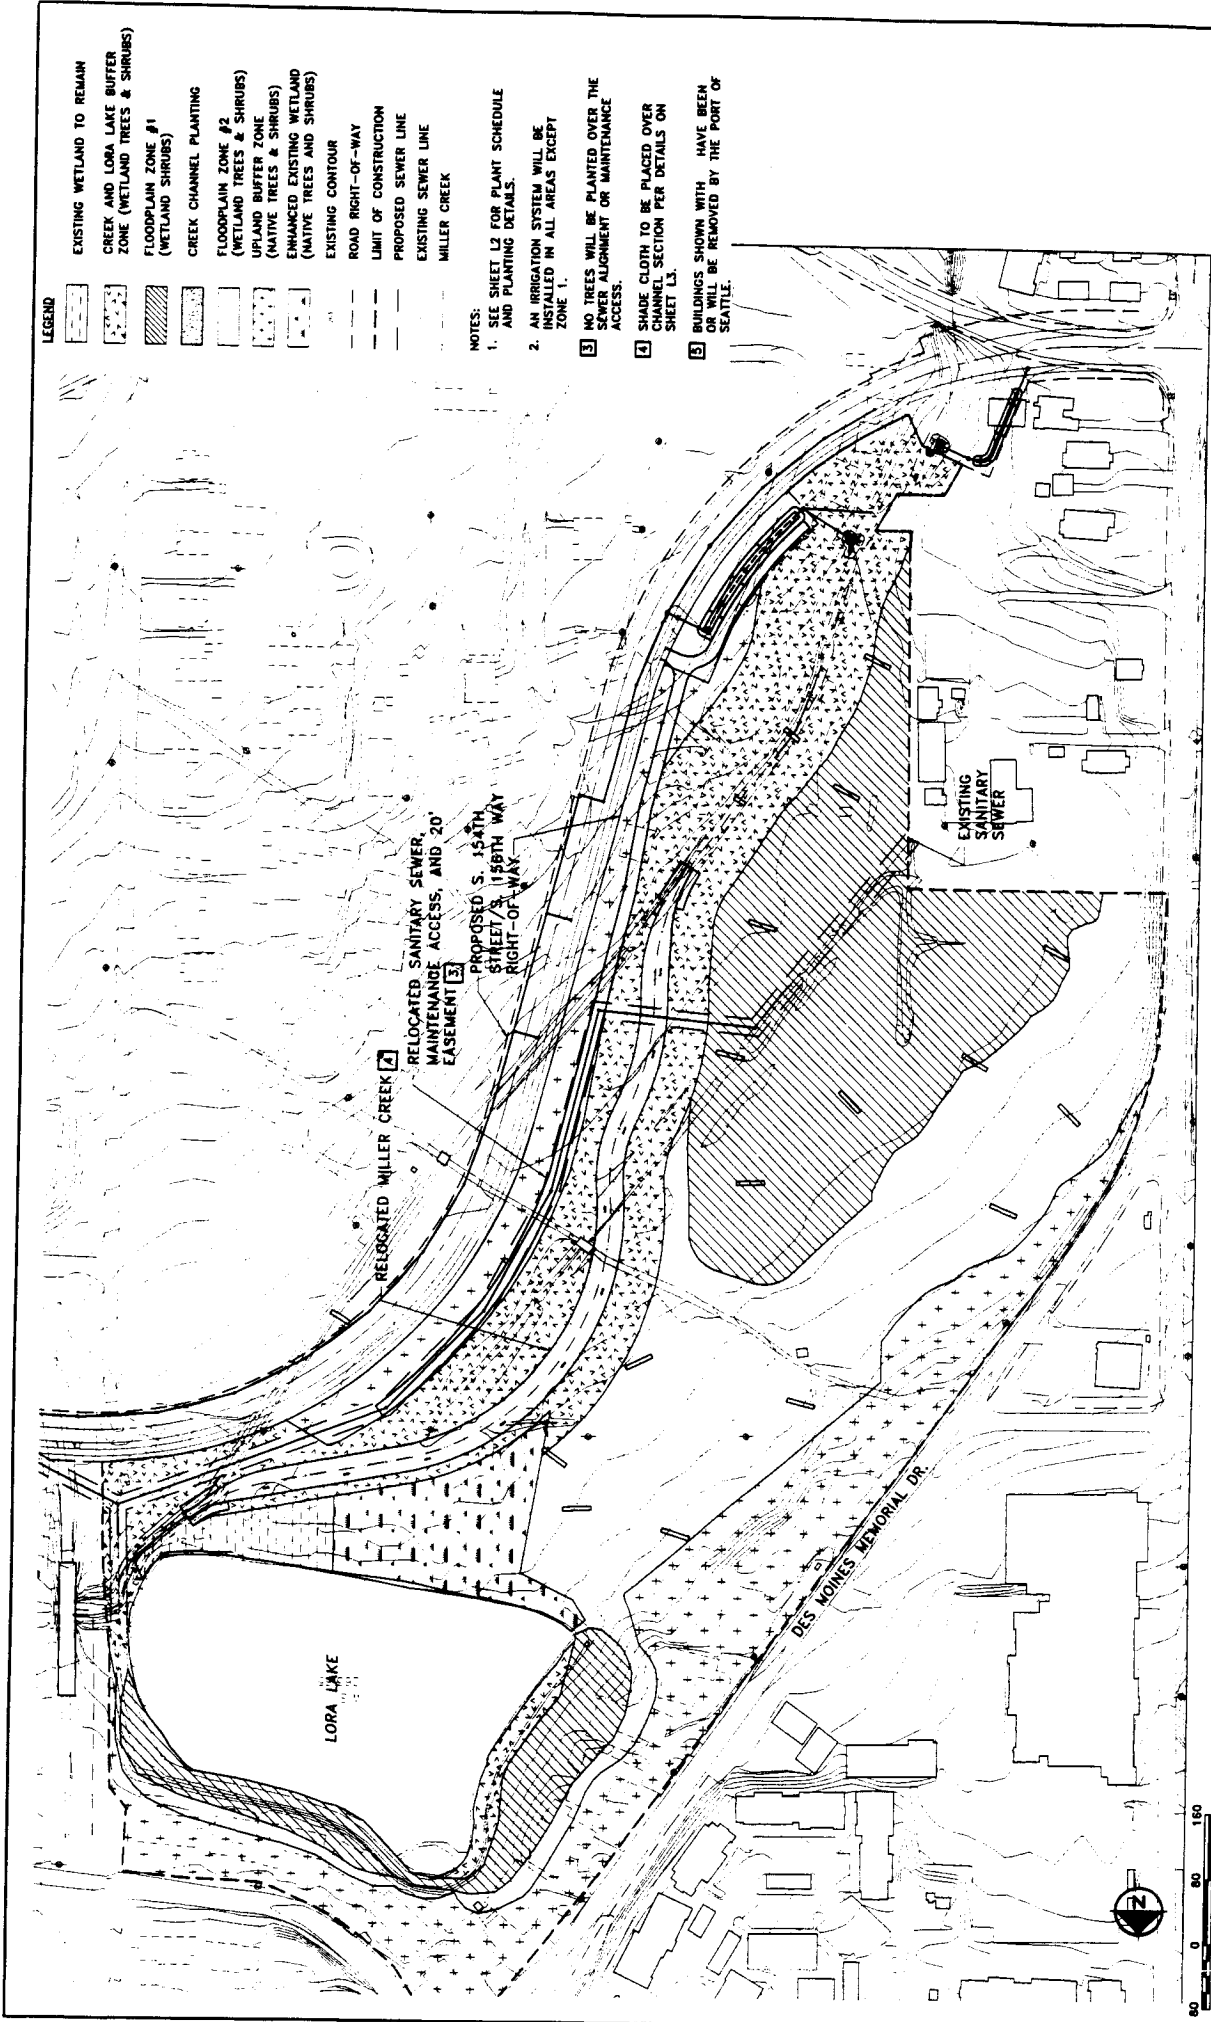 LEGEND
EXISTING WETLAND TO REMAIN
CREEK AND LORA LAKE BUFFER
ZONE (WETLAND TREES & SHRUBS)
FLOODPLAIN ZONE #1
(WETLAND SHRUBS)
CREEK CHANNEL PLANTING
FLOODPLAIN ZONE #2
(WETLAND TREES & SHRUBS)
UPLAND BUFFER ZONE
(NATIVE TREES & SHRUBS)
ENHANCED EXISTING WETLAND
(NATIVE TREES AND SHRUBS)
EXISTING CONTOUR
ROAD RIGHT-OF-WAY
LIMIT OF CONSTRUCTION
PROPOSED SEWER LINE
EXISTING SEWER LINE
MILLER CREEK
NOTES:
1. SEE SHEET L2 FOR PLANT SCHEDULE
AND PLANTING DETAILS.
2. AN IRRIGATION SYSTEM WILL BE
INSTALLED IN ALL AREAS EXCEPT
ZONE 1.
3 NO TREES WILL BE PLANTED OVER THE
SEWER ALIGNMENT OR MAINTENANCE
ACCESS.
4 SHADE CLOTH TO BE PLACED OVER
CHANNEL SECTION PER DETAILS ON
SHEET L3.
5 BUILDINGS SHOWN WITH HAVE BEEN
OR WILL BE REMOVED BY THE PORT OF
SEATTLE.
RELOCATED MILLER CREEK 4
RELOCATED SANITARY SEWER,
MAINTENANCE ACCESS, AND 20'
EASEMENT 3
PROPOSED S. 154TH
STREET/S. 156TH WAY
RIGHT-OF-WAY
EXISTING
SANITARY
SEWER
LORA LAKE
DES MOINES MEMORIAL DR.
N
80 0 80 160